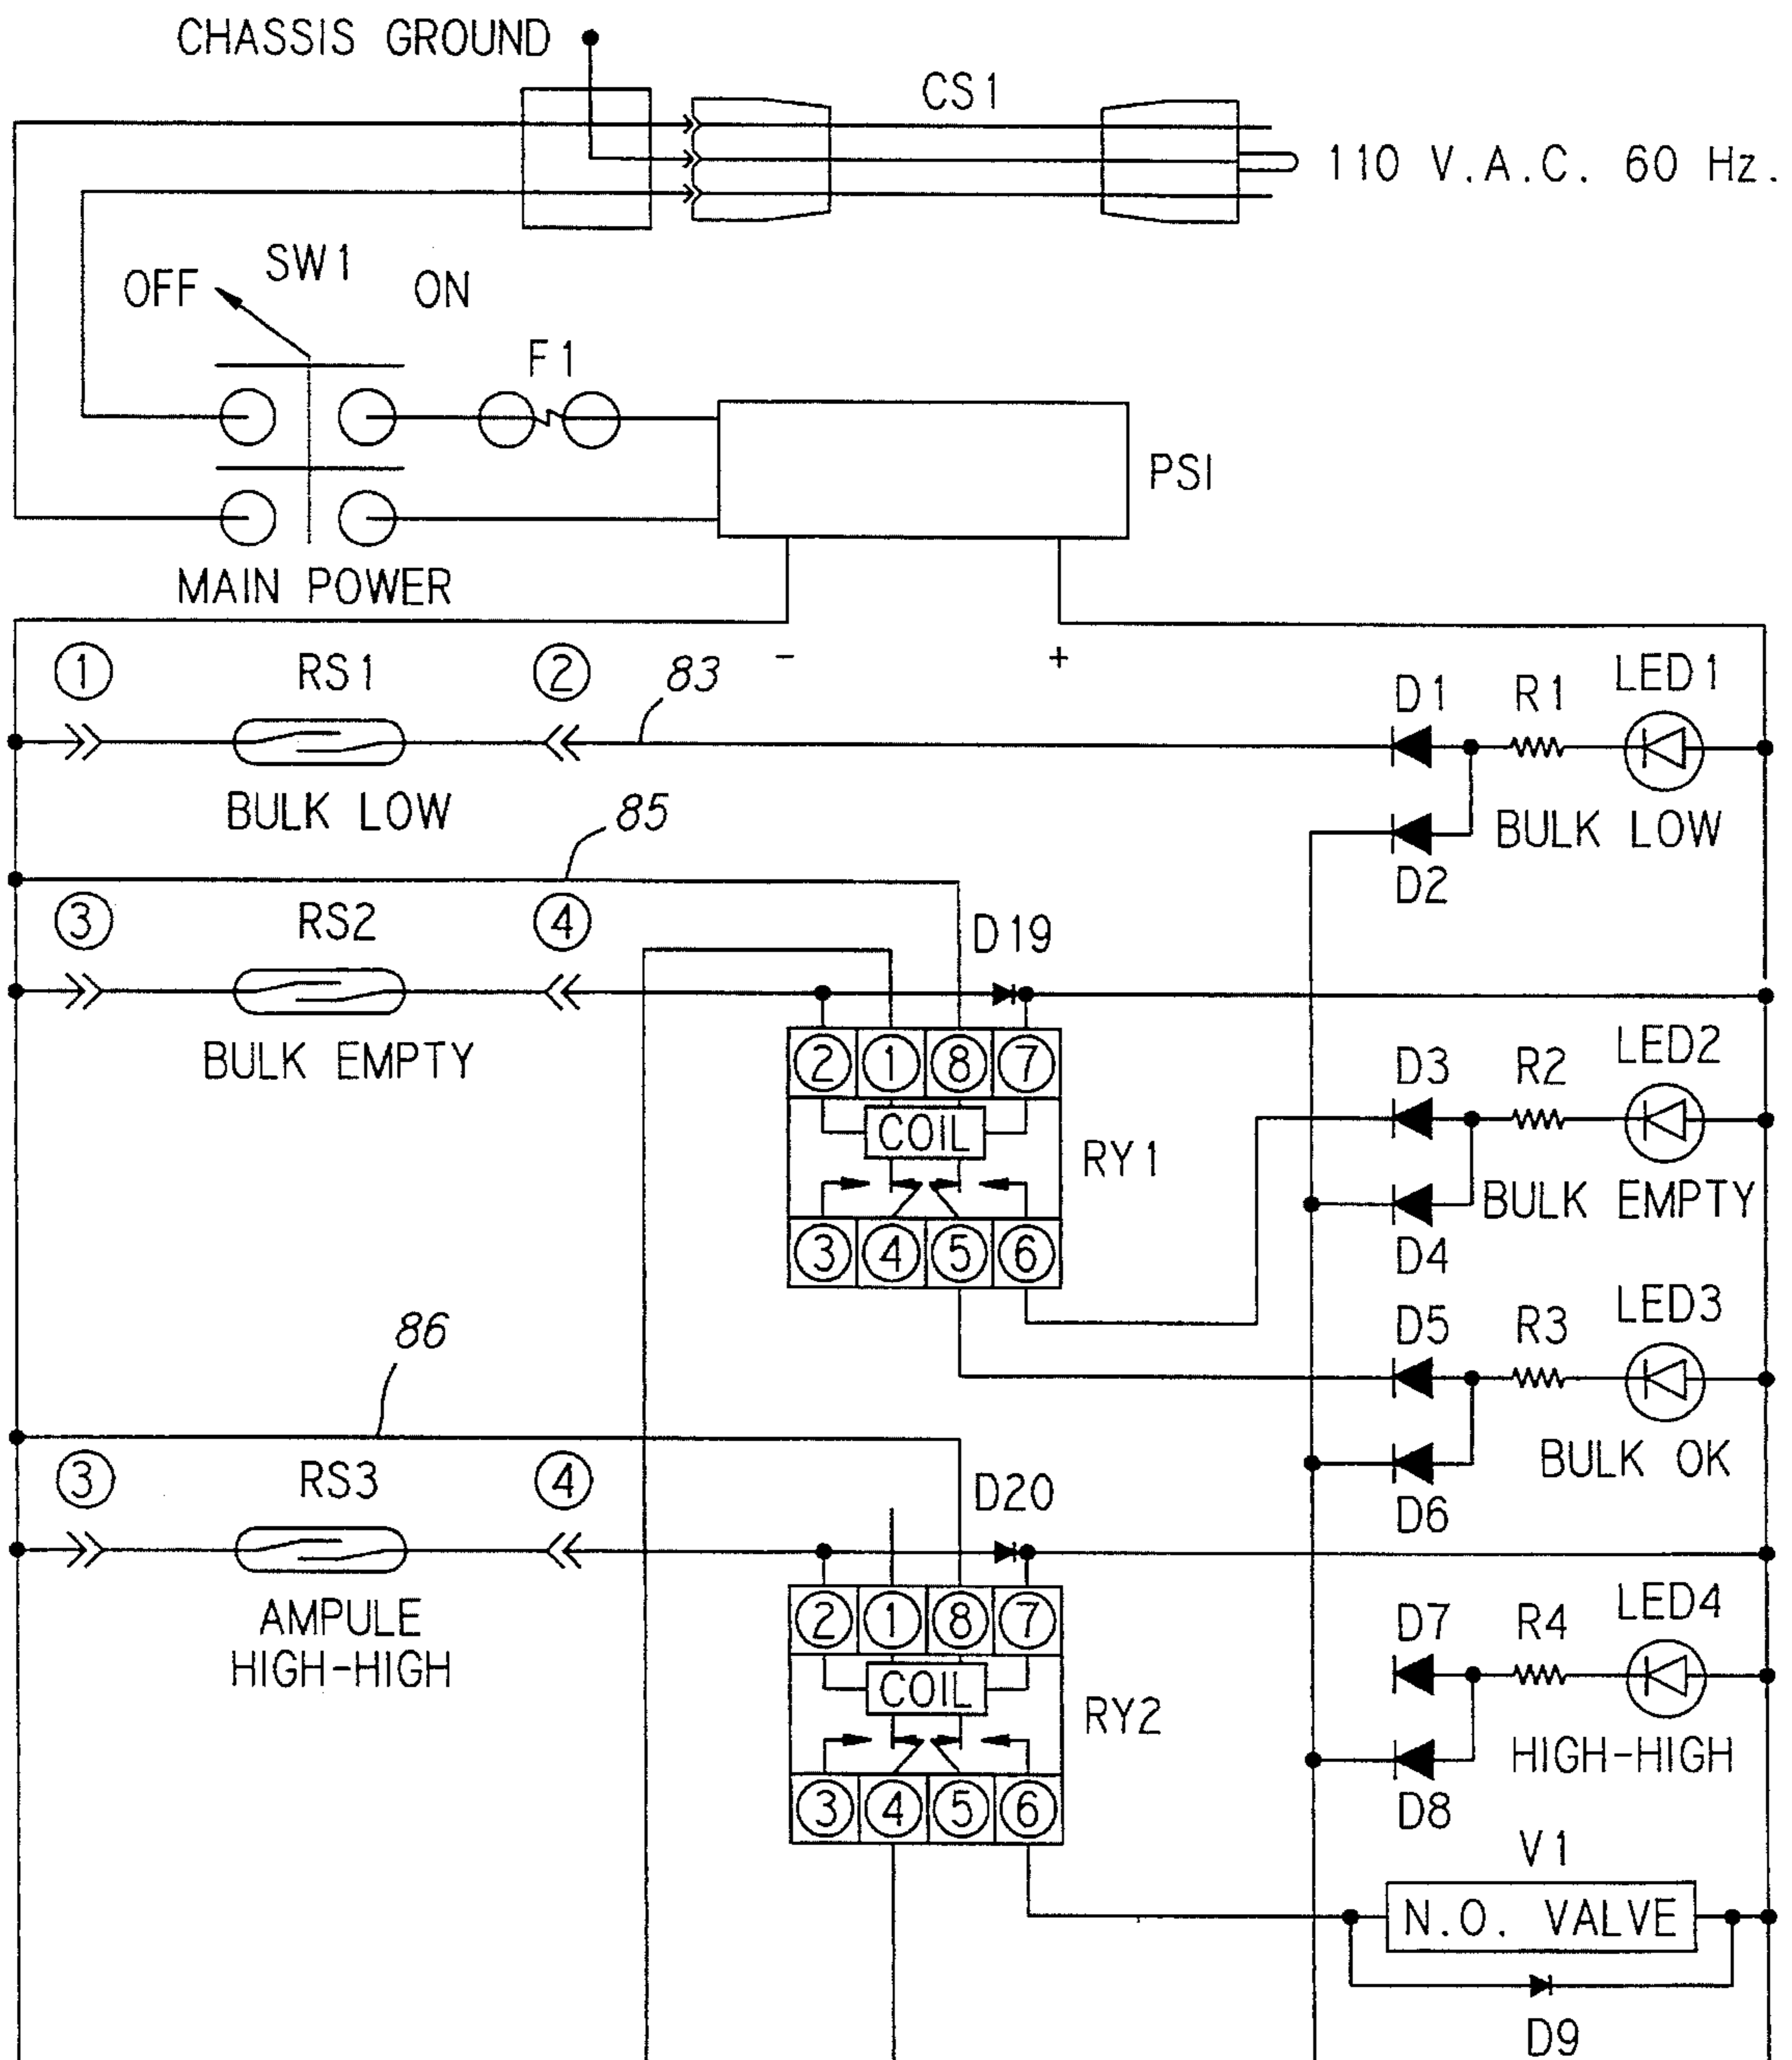 CHASSIS GROUND
CS1
110 V.A.C. 60 Hz.
SW1
OFF
ON
F1
PSI
MAIN POWER
-
+
1
RS1
2
83
D1
R1
LED1
BULK LOW
85
D2
BULK LOW
3
RS2
4
D19
BULK EMPTY
2
1
8
7
COIL
RY1
3
4
5
6
D3
R2
LED2
D4
BULK EMPTY
D5
R3
LED3
86
D6
BULK OK
3
RS3
4
D20
AMPULE
HIGH-HIGH
2
1
8
7
COIL
RY2
3
4
5
6
D7
R4
LED4
D8
HIGH-HIGH
V1
N.O. VALVE
D9